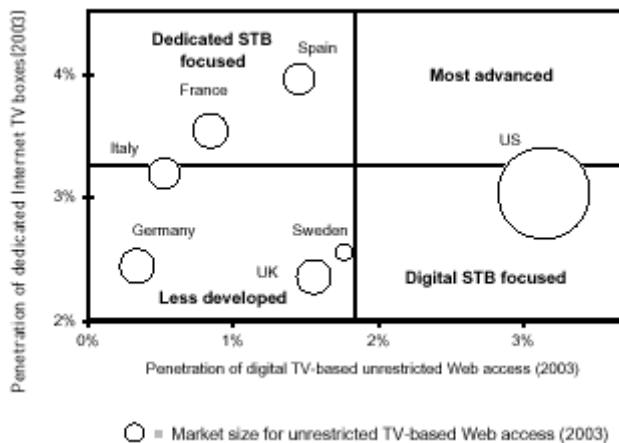 Penetration of dedicated Internet TV boxes(2003)
4%
3%
2%
Dedicated STB
focused
Spain
France
Most advanced
Italy
US
Germany
Sweden
UK
Less developed
Digital STB focused
0%
1%
2%
3%
Penetration of digital TV-based unrestricted Web access (2003)
= Market size for unrestricted TV-based Web access (2003)